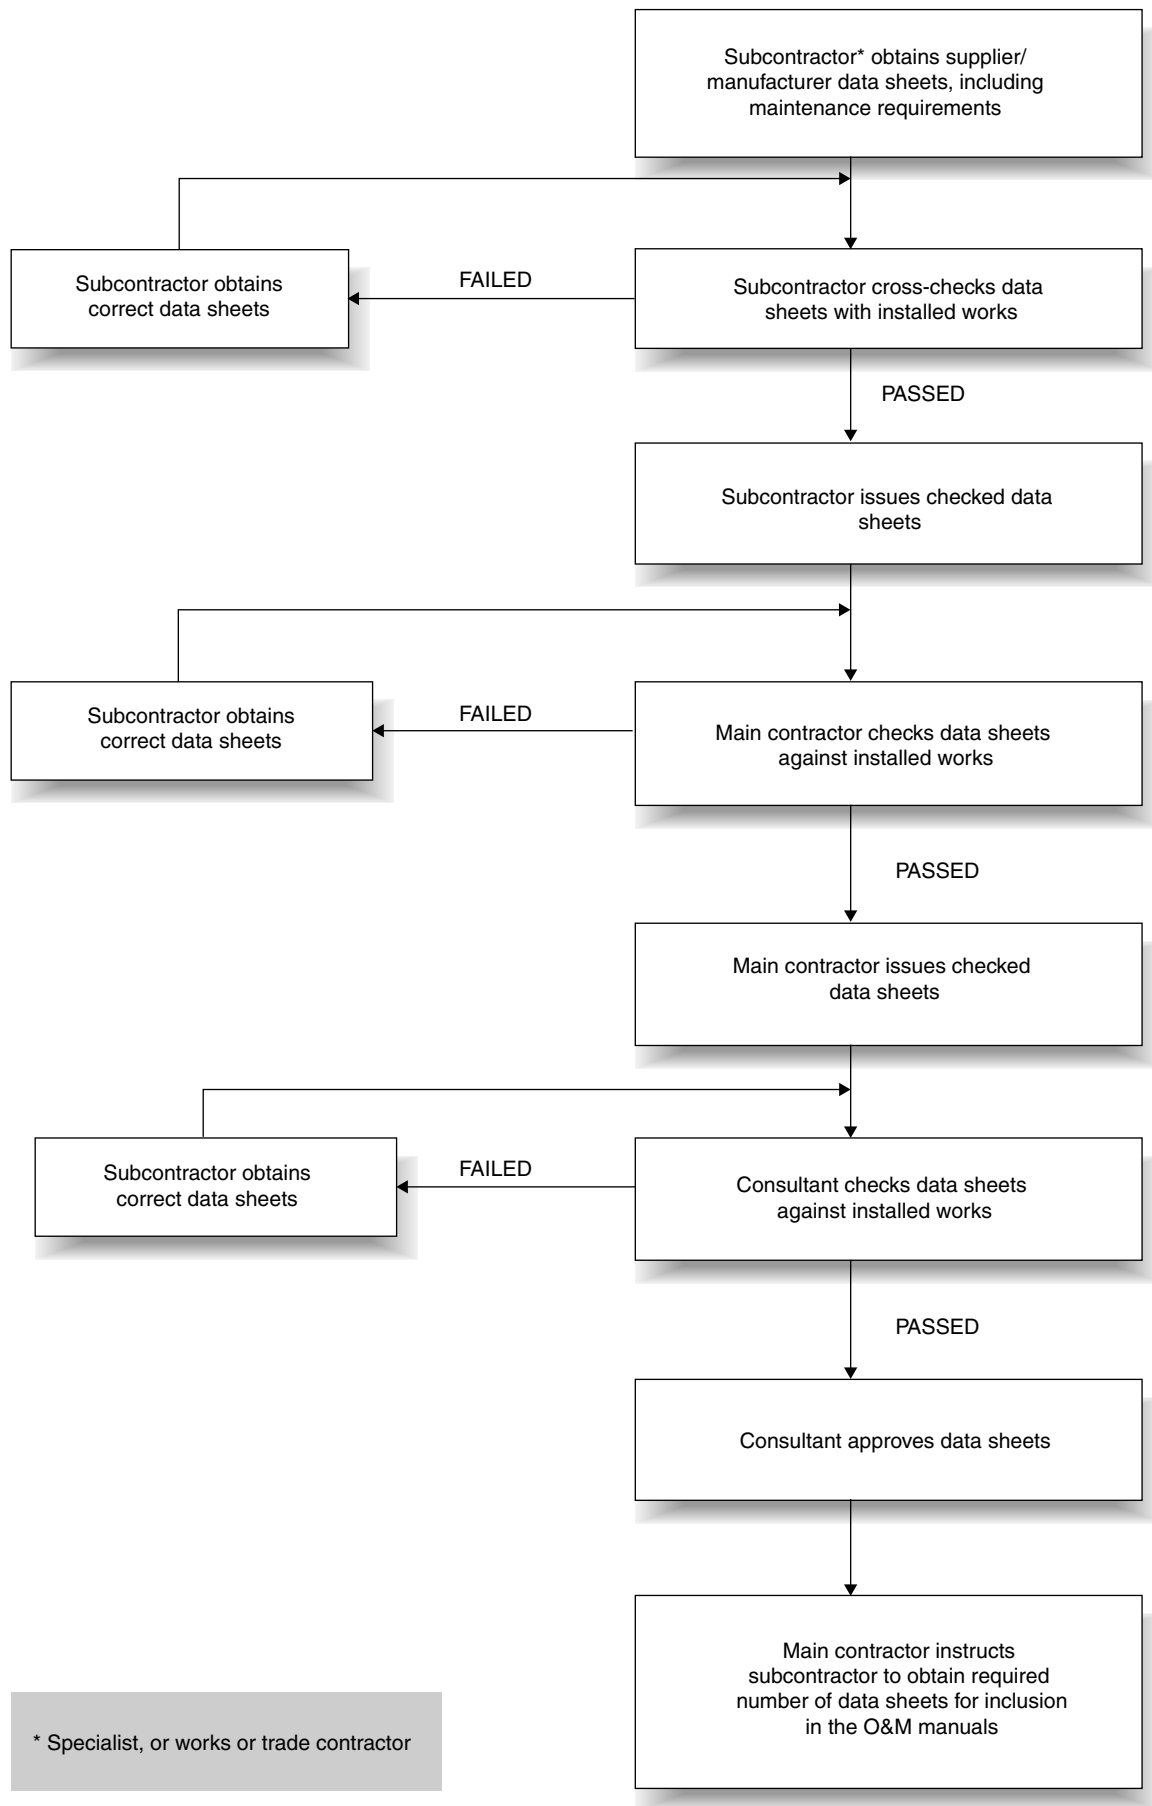 Subcontractor* obtains supplier/
manufacturer data sheets, including
maintenance requirements
Subcontractor obtains
correct data sheets
FAILED
Subcontractor cross-checks data
sheets with installed works
PASSED
Subcontractor issues checked data
sheets
Subcontractor obtains
correct data sheets
FAILED
Main contractor checks data sheets
against installed works
PASSED
Main contractor issues checked
data sheets
Subcontractor obtains
correct data sheets
FAILED
Consultant checks data sheets
against installed works
PASSED
Consultant approves data sheets
Main contractor instructs
subcontractor to obtain required
number of data sheets for inclusion
in the O&M manuals
* Specialist, or works or trade contractor